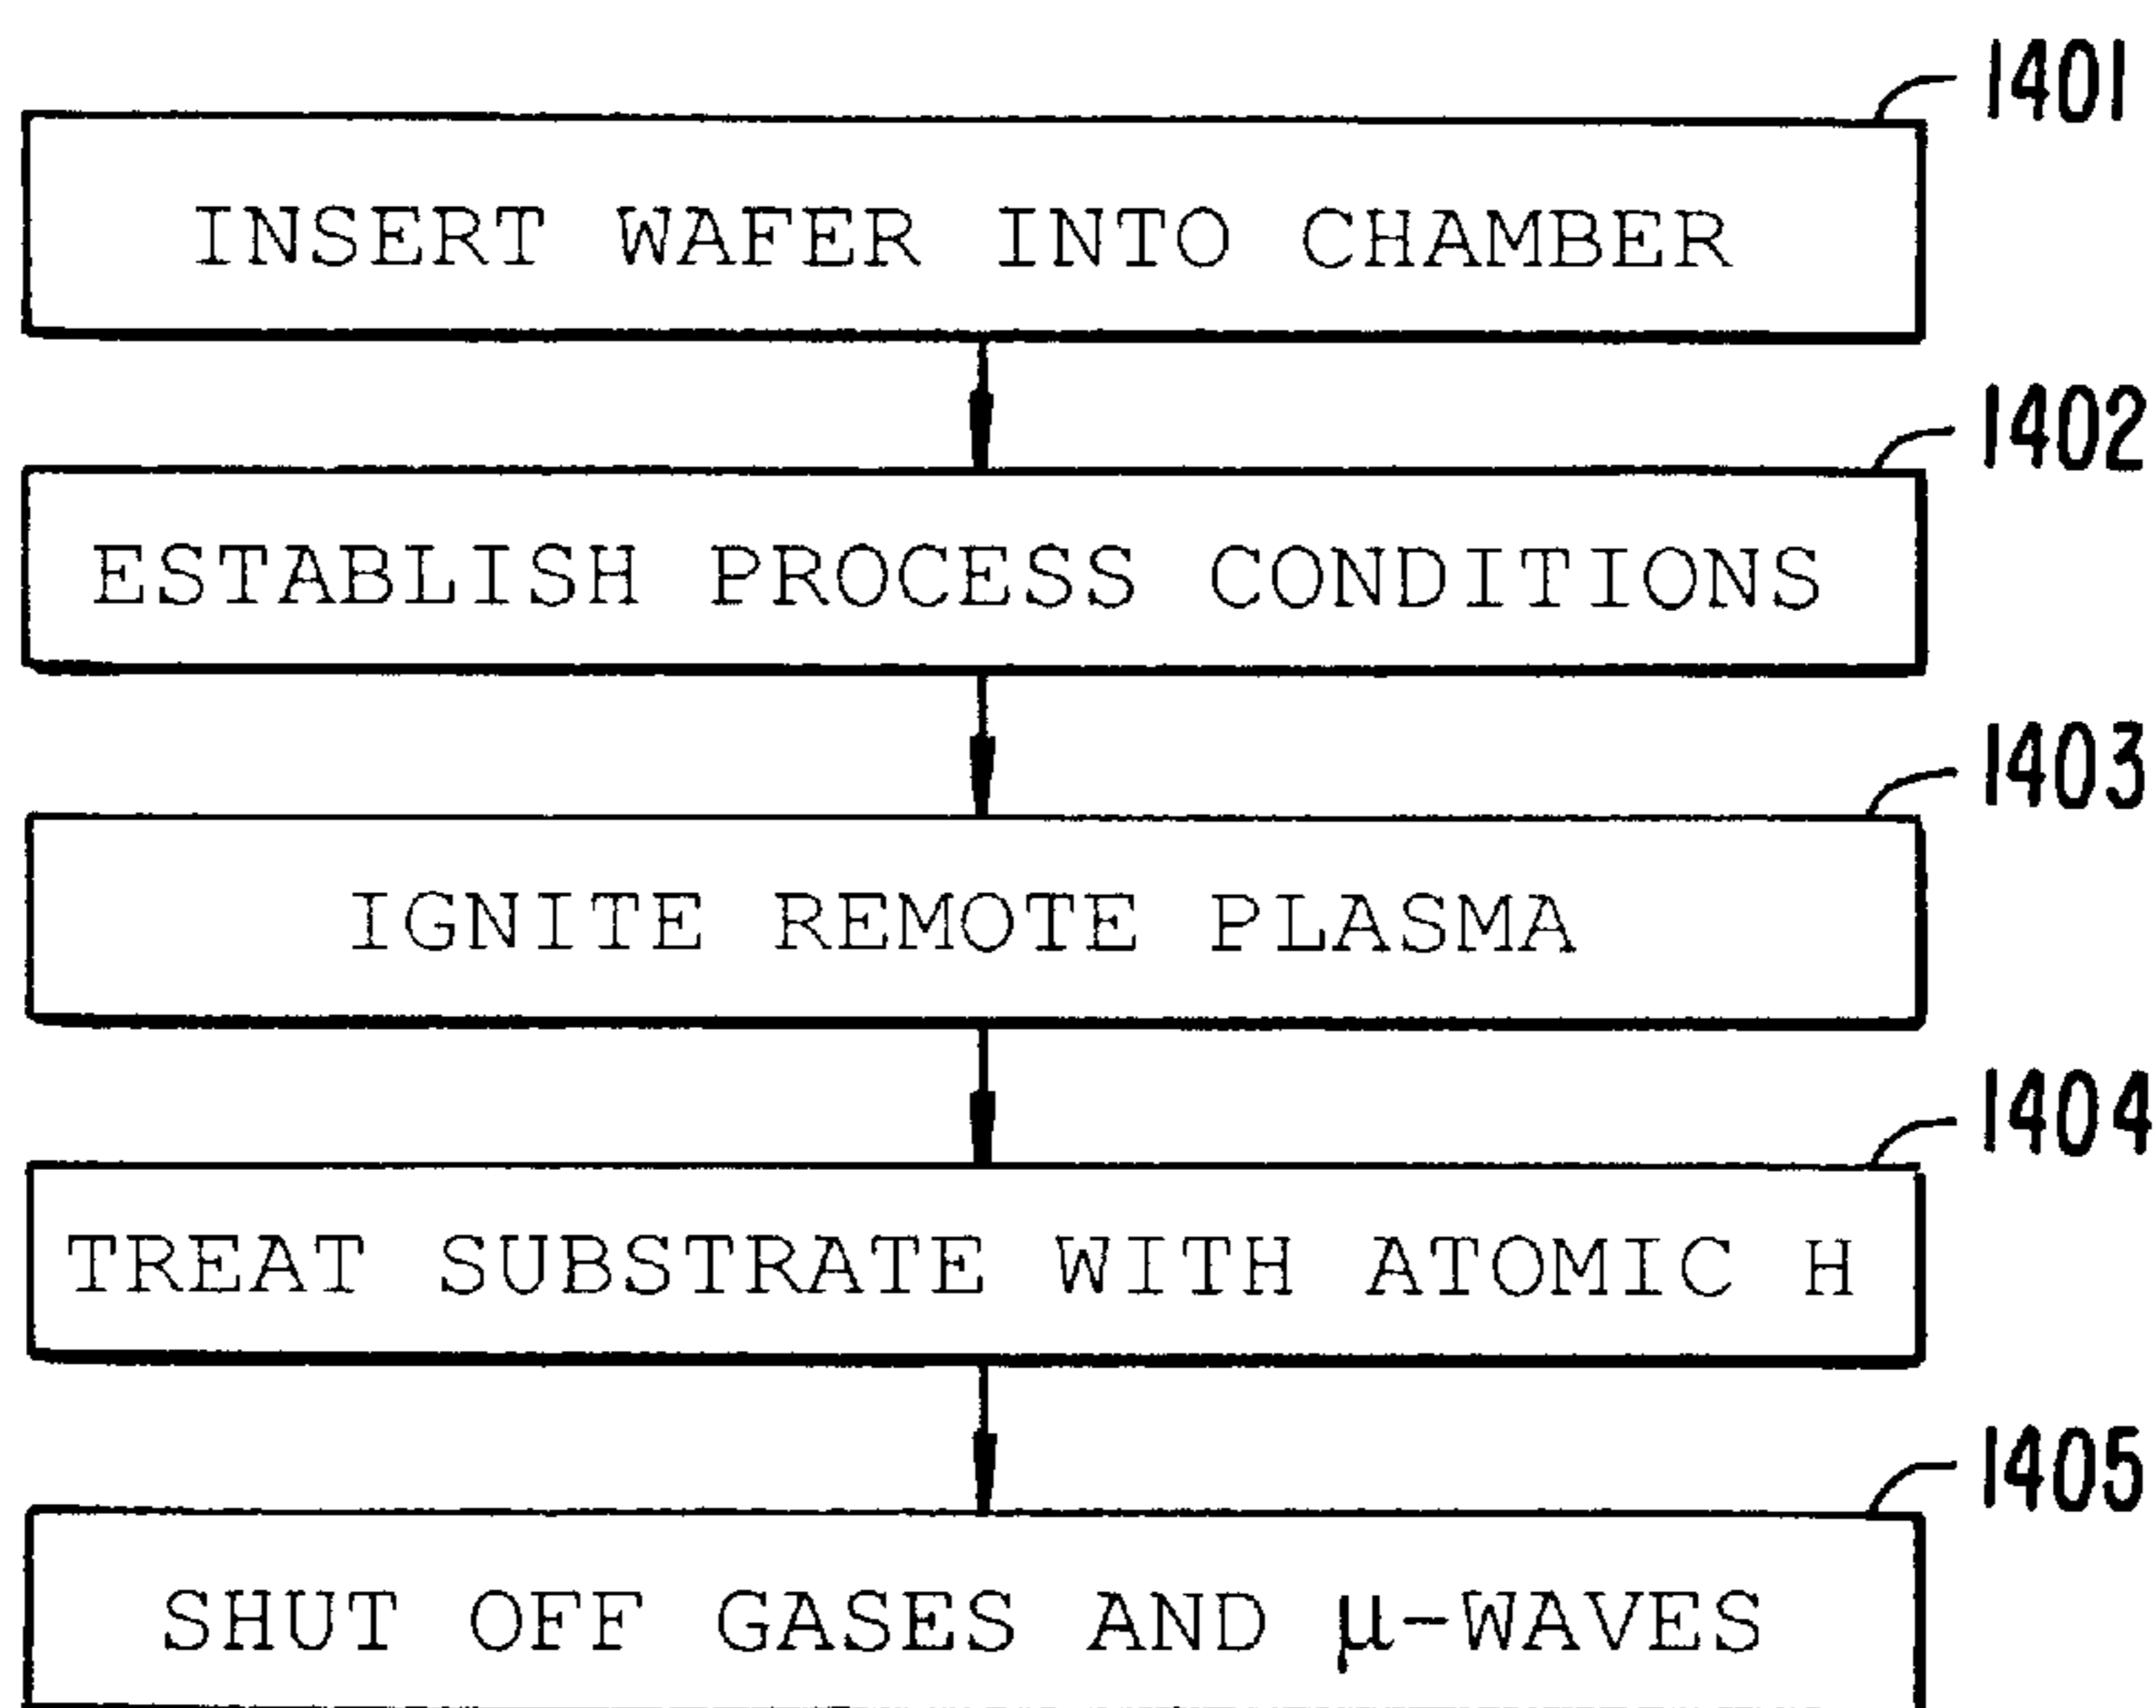 1401
INSERT WAFER INTO CHAMBER
1402
ESTABLISH PROCESS CONDITIONS
1403
IGNITE REMOTE PLASMA
1404
TREAT SUBSTRATE WITH ATOMIC H
1405
SHUT OFF GASES AND μ-WAVES